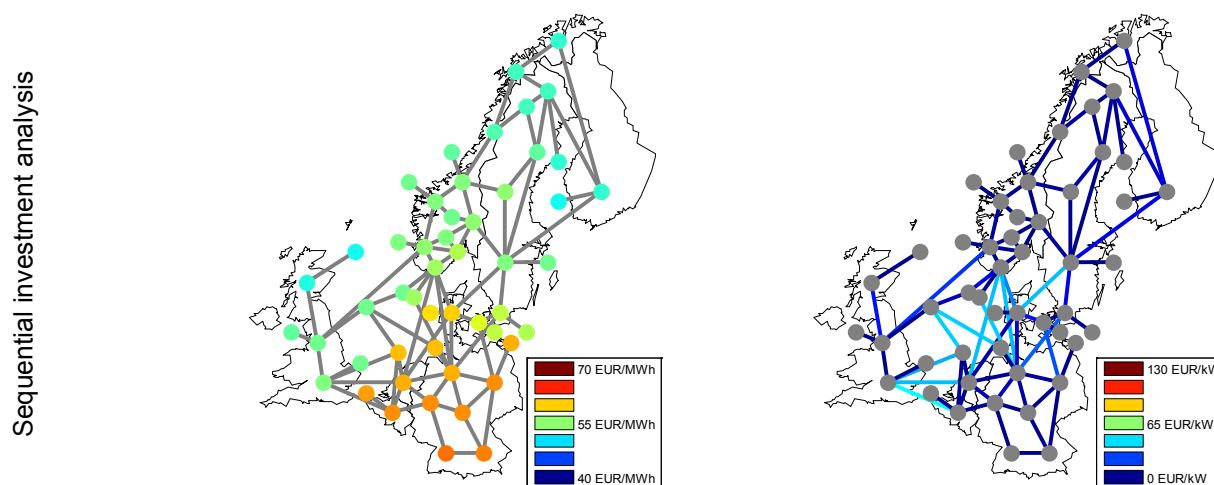 Sequential investment analysis
70 EUR/MWh
55 EUR/MWh
40 EUR/MWh
130 EUR/kW
65 EUR/kW
0 EUR/kW